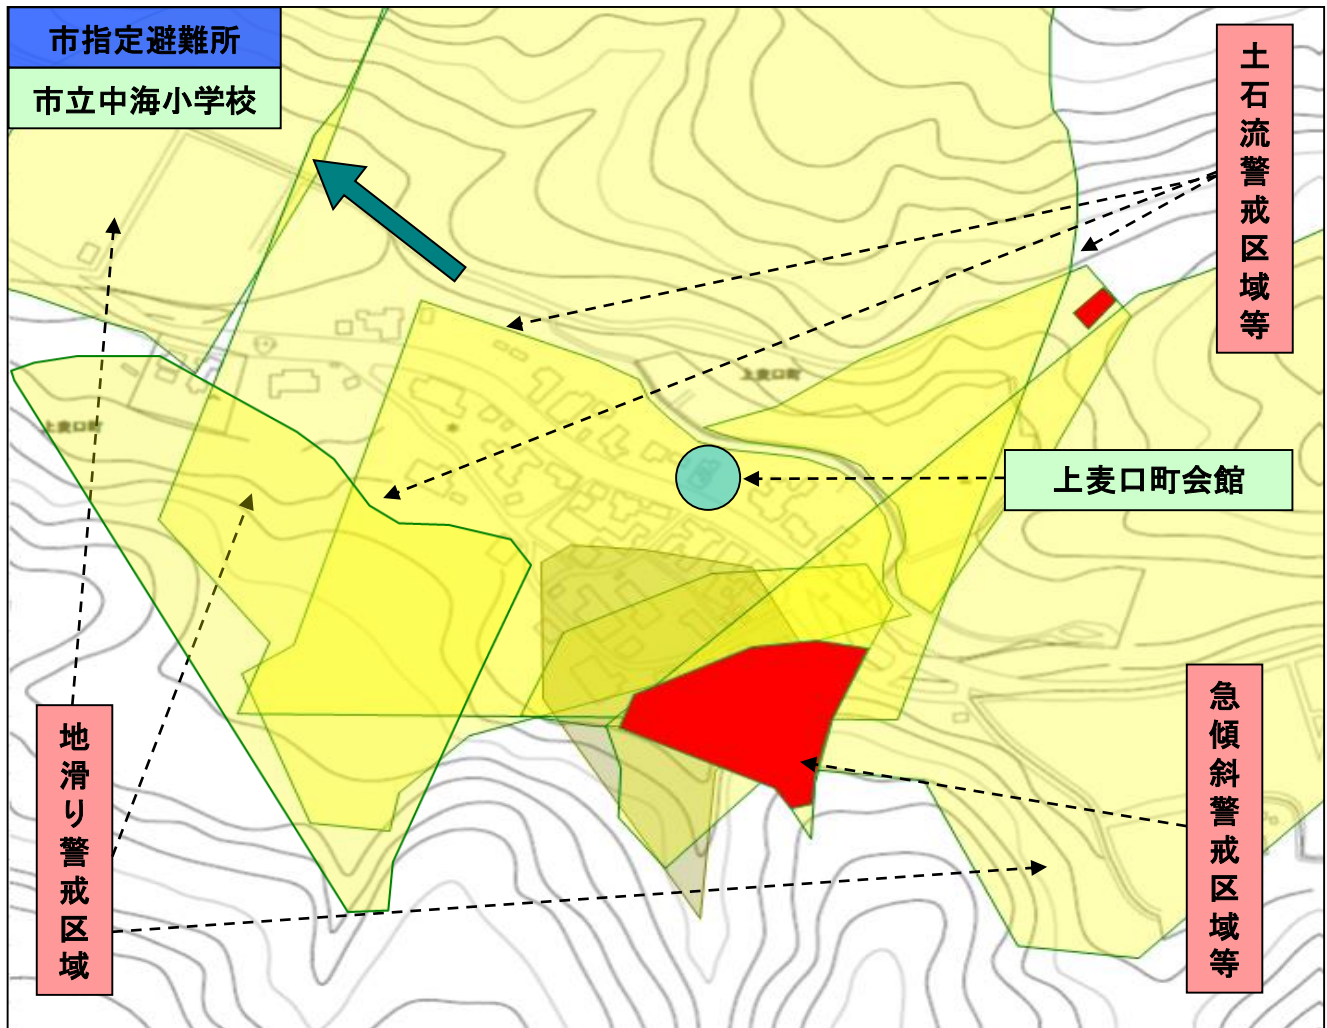 市指定避難所
市立中海小学校
土石流警戒区域等
上麦口町
上麦口町
上麦口町会館
地滑り警戒区域
急傾斜警戒区域等